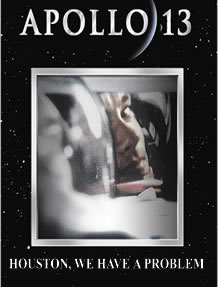 APOLLO 13
HOUSTON, WE HAVE A PROBLEM